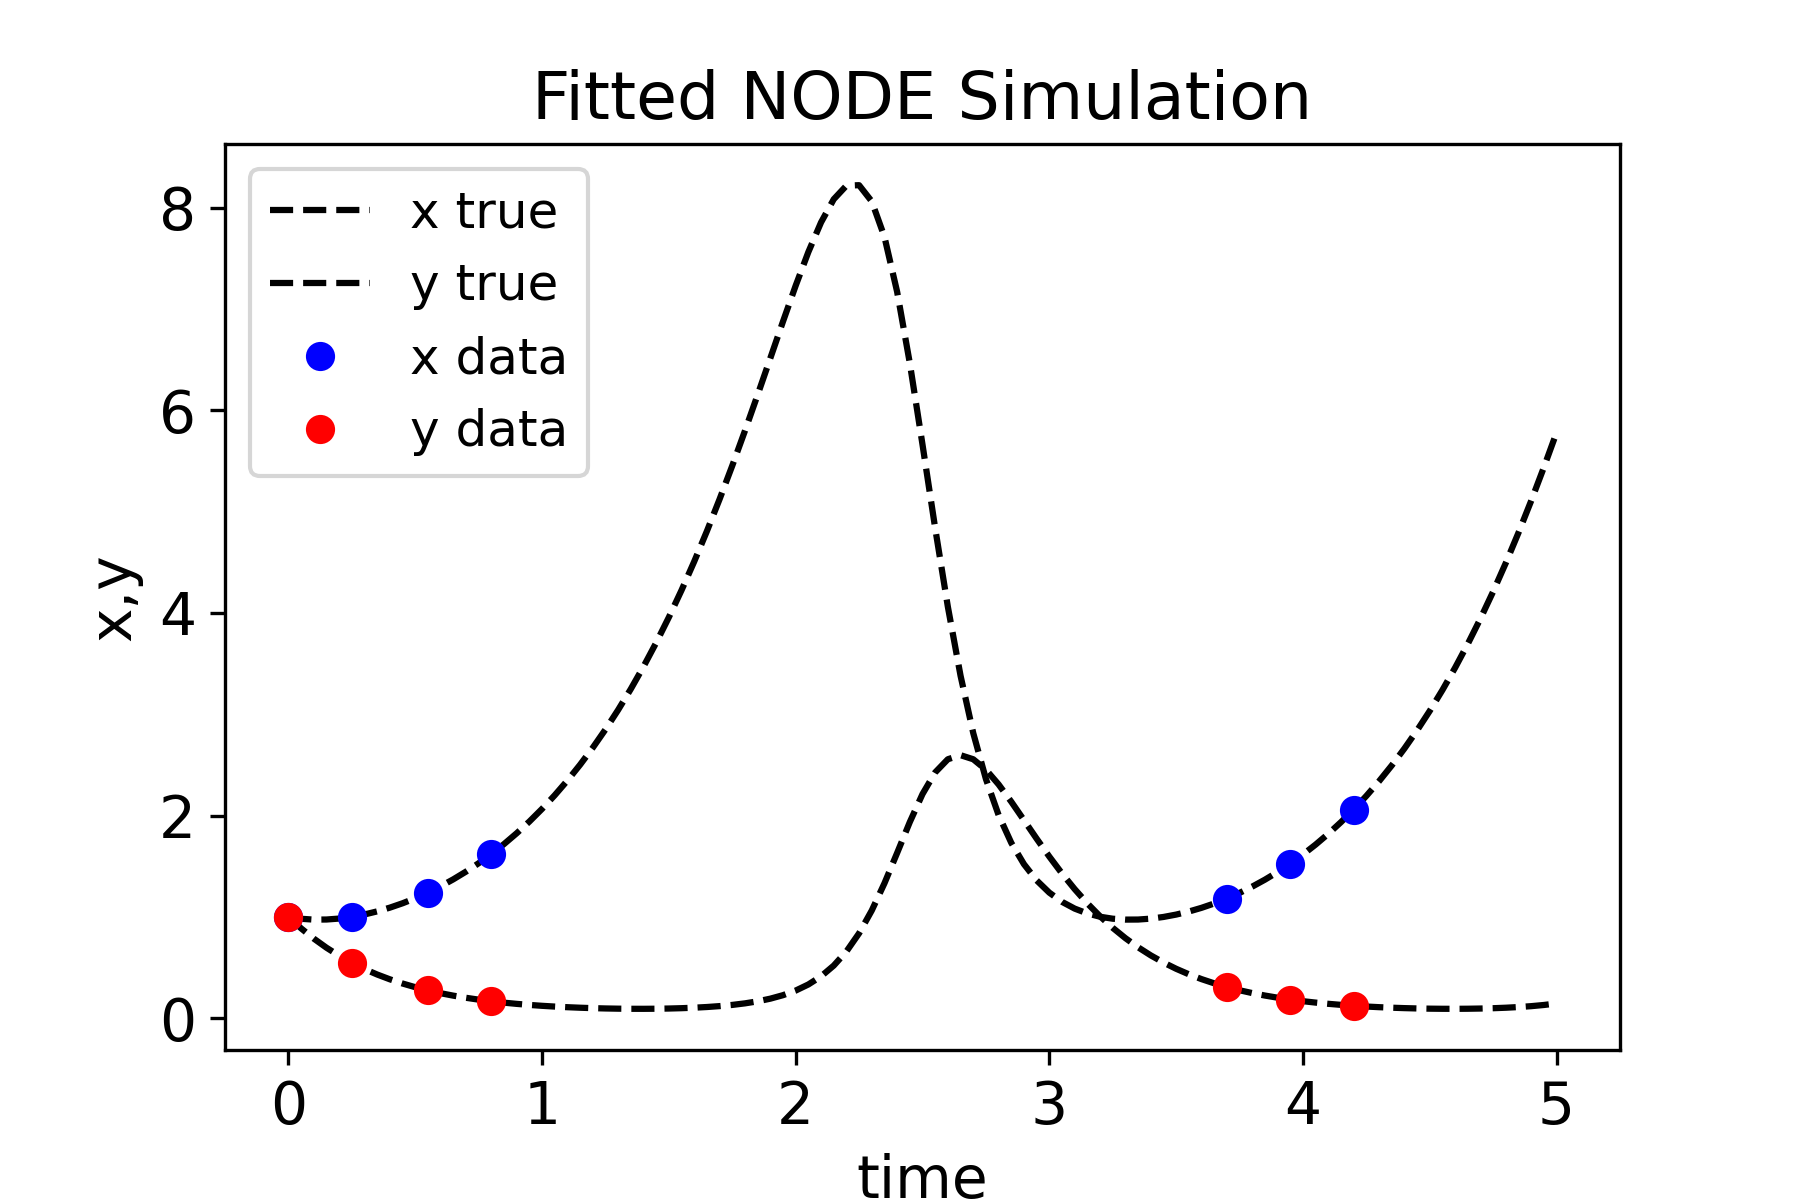 Fitted NODE Simulation
x true
y true
x data
y data
8
6
4
2
0
x,y
0 1 2 3 4 5
time